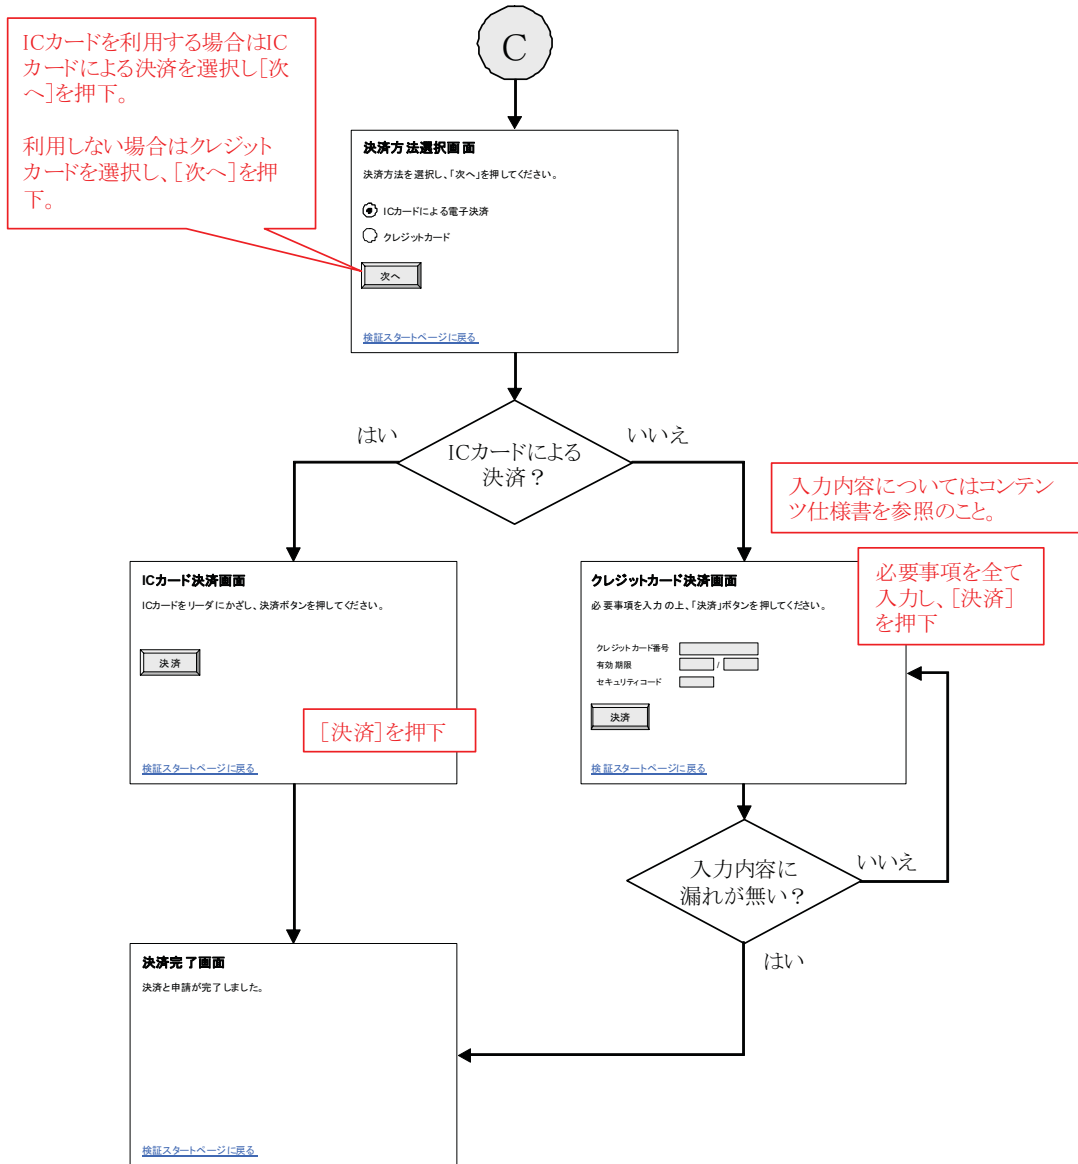 C
ICカードを利用する場合はIC
カードによる決済を選択し[次
へ]を押下。
利用しない場合はクレジット
カードを選択し、[次へ]を押
下。
決済方法選択画面
決済方法を選択し、「次へ」を押してください。
ICカードによる電子決済
クレジットカード
次へ
検証スタートページに戻る
はい
いいえ
ICカードによる
決済？
入力内容についてはコンテン
ツ仕様書を参照のこと。
ICカード決済画面
ICカードをリーダにかざし、決済ボタンを押してください。
決済
[決済]を押下
検証スタートページに戻る
クレジットカード決済画面
必要事項を入力の上、「決済」ボタンを押してください。
必要事項を全て
入力し、[決済]
を押下
クレジットカード番号
有効期限 /
セキュリティコード
決済
検証スタートページに戻る
入力内容に
漏れが無い？
いいえ
はい
決済完了画面
決済と申請が完了しました。
検証スタートページに戻る